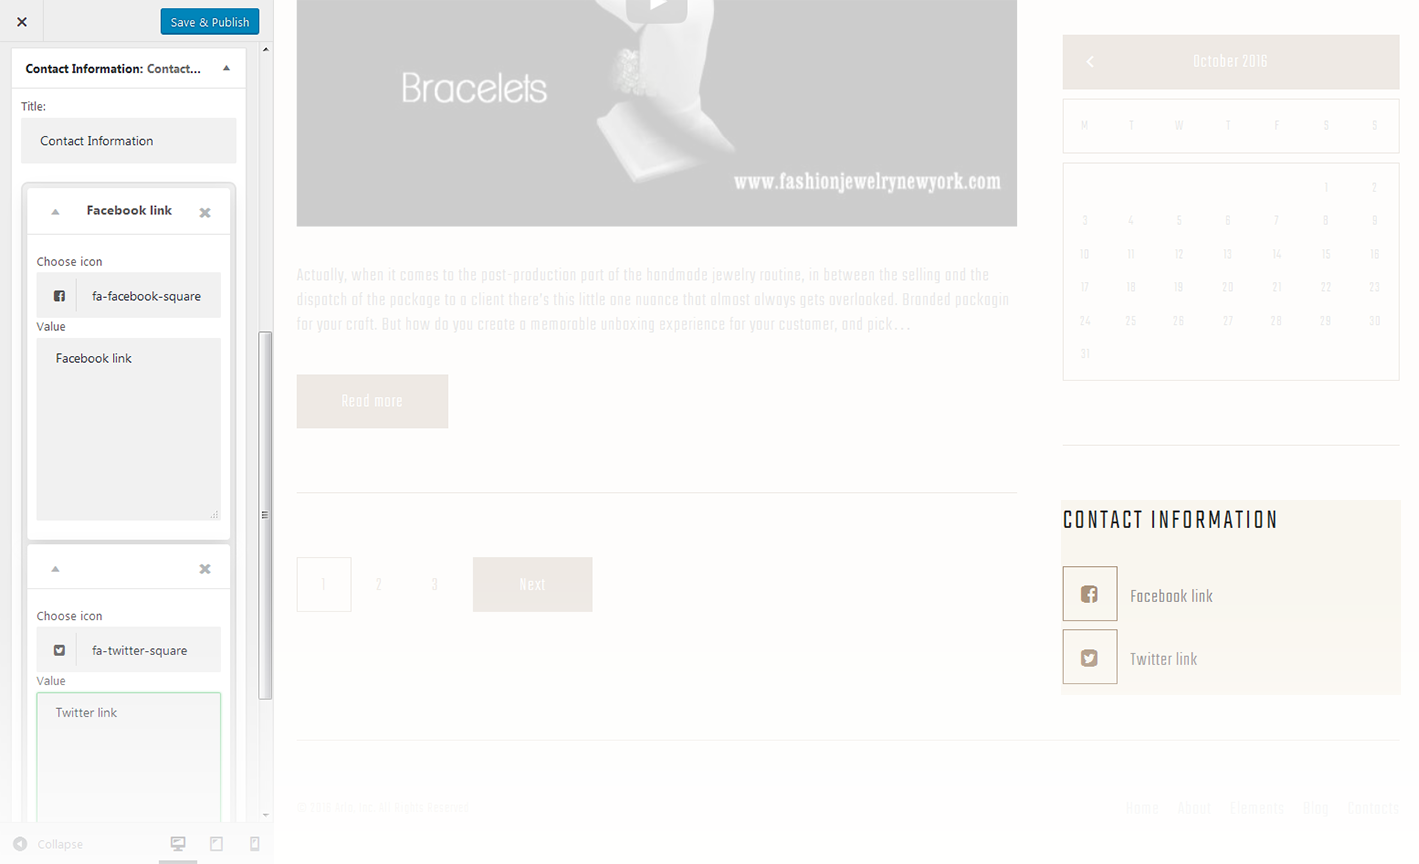 Save & Publish
Contact Information: Contact...
Title:
Contact Information
Facebook link
Choose icon
fa-facebook-square
Value
Facebook link
Choose icon
fa-twitter-square
Value
Twitter link
Collapse
Bracelets
www.fashionjewelrynewyork.com
Actually, when it comes to the post-production part of the handmade jewelry routine, in between the selling and the
dispatch of the package to a client there's this little one nuance that almost always gets overlooked. Branded packagin
for your craft. But how do you create a memorable unboxing experience for your customer, and pick...
Read more
1 2 3 Next
October 2016
M T W T F S S
1 2
3 4 5 6 7 8 9
10 11 12 13 14 15 16
17 18 19 20 21 22 23
24 25 26 27 28 29 30
31
CONTACT INFORMATION
Facebook link
Twitter link
Home About Elements Blog Contacts